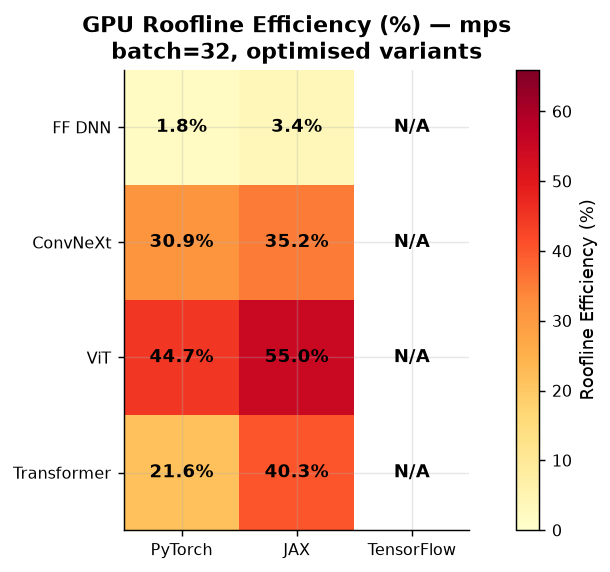 GPU Roofline Efficiency (%) — mps
batch=32, optimised variants
FF DNN
1.8%
3.4%
N/A
ConvNeXt
30.9%
35.2%
N/A
ViT
44.7%
55.0%
N/A
Transformer
21.6%
40.3%
N/A
PyTorch
JAX
TensorFlow
60
50
40
30
20
10
0
Roofline Efficiency (%)